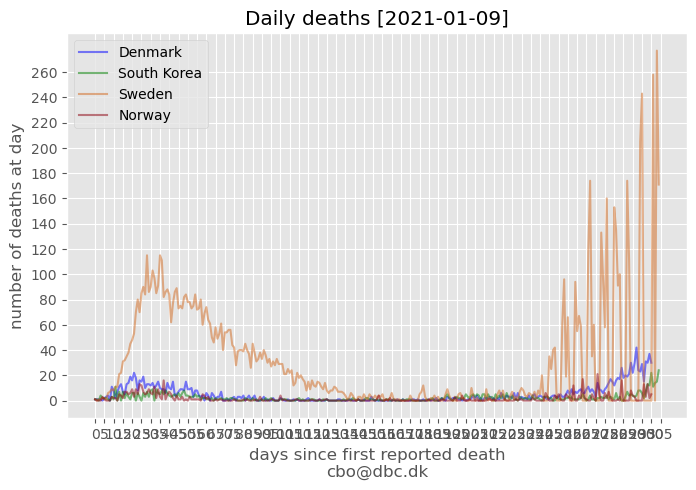 Daily deaths [2021-01-09]
Denmark
South Korea
Sweden
Norway
number of deaths at day
260
240
220
200
180
160
140
120
100
80
60
40
20
0
days since first reported death
cbo@dbc.dk